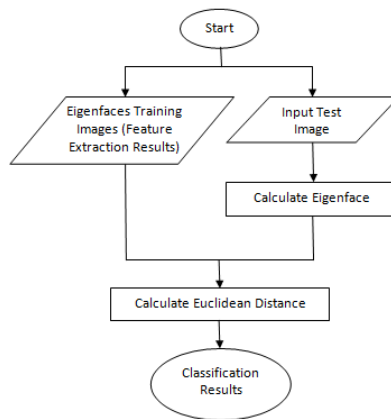 Start
Eigenfaces Training
Images (Feature
Extraction Results)
Input Test
Image
Calculate Eigenface
Calculate Euclidean Distance
Classification
Results